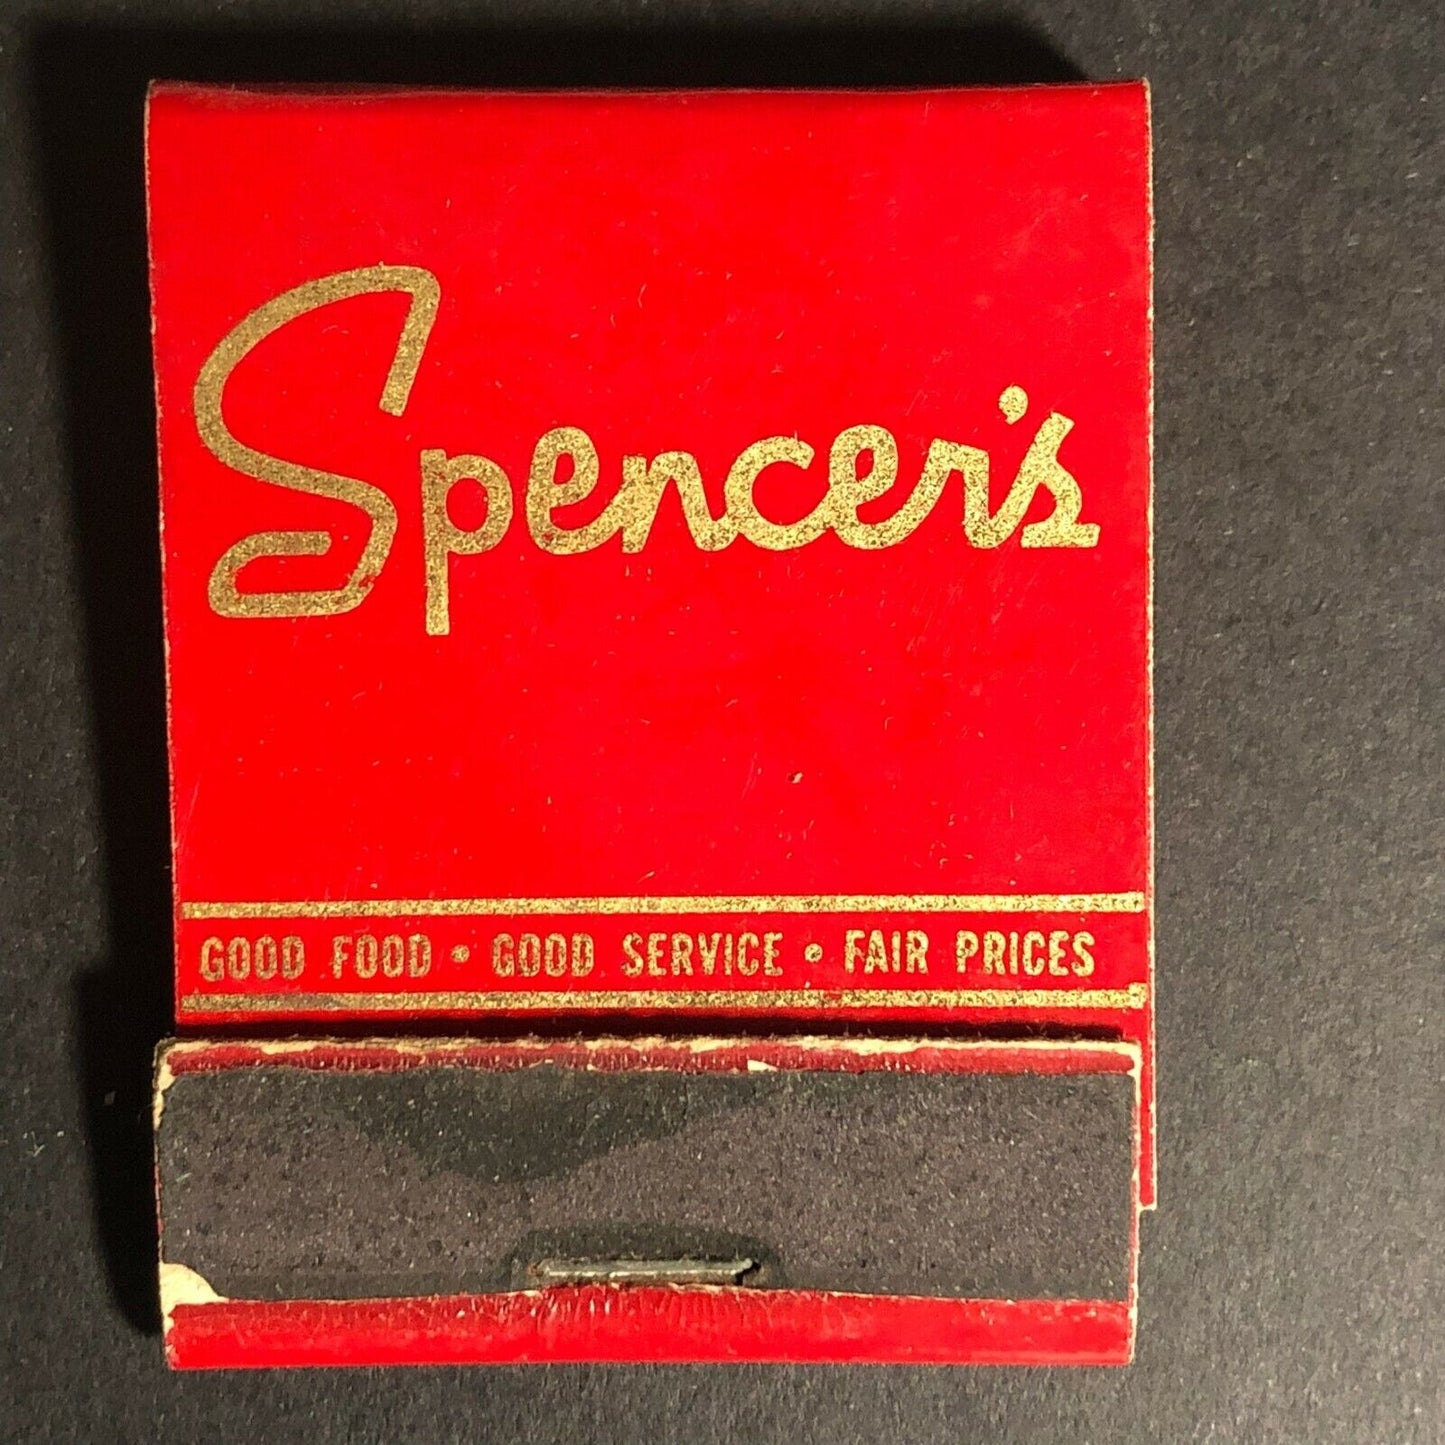 Spencer's
GOOD FOOD • GOOD SERVICE • FAIR PRICES